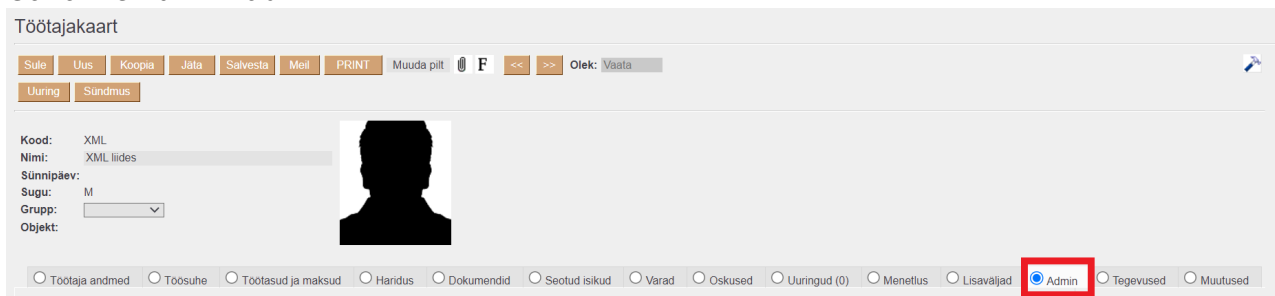 Töötajakaart
Sule Uus Koopia Jäta Salvesta Meil PRINT Muuda pilt F << >> Olek: Vaata
Uuring Sündmus
Kood: XML
Nimi: XML liides
Sünnipäev:
Sugu: M
Grupp:
Objekt:
Töötaja andmed Töösuhe Töötasud ja maksud Haridus Dokumendid Seotud isikud Varad Oskused Uuringud (0) Menetlus Lisaväljad Admin Tegevused Muutused